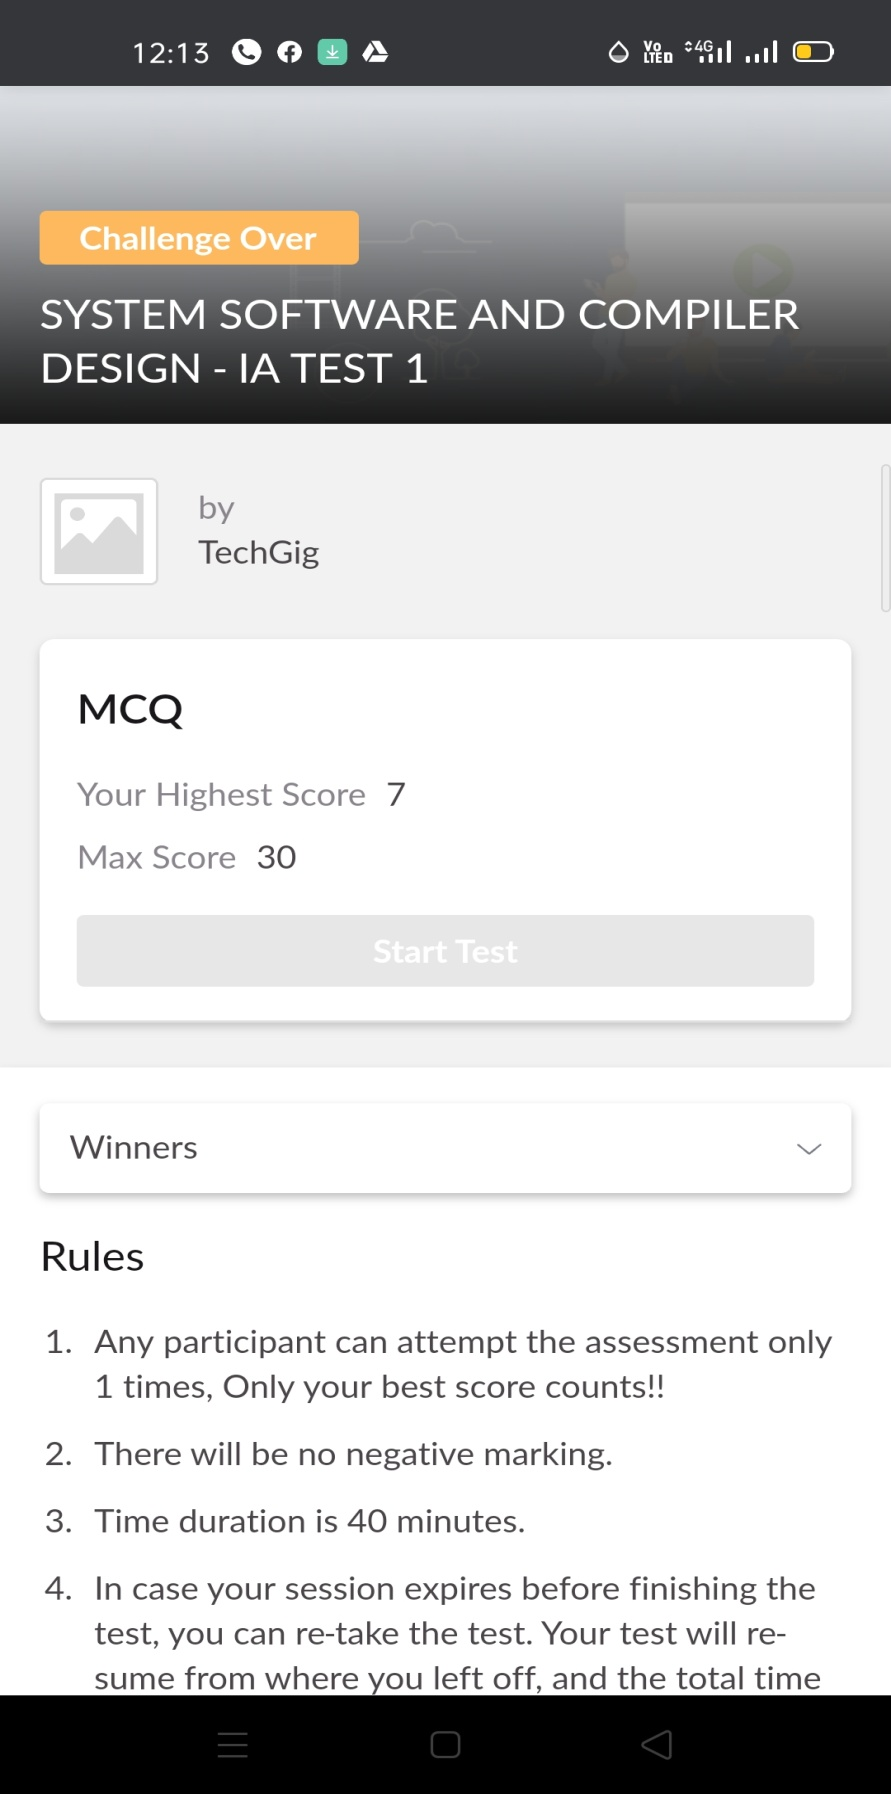 12:13
Vo
LTED
4G
Challenge Over
SYSTEM SOFTWARE AND COMPILER
DESIGN - IA TEST 1
by
TechGig
MCQ
Your Highest Score 7
Max Score 30
Start Test
Winners
Rules
1. Any participant can attempt the assessment only
1 times, Only your best score counts!!
2. There will be no negative marking.
3. Time duration is 40 minutes.
4. In case your session expires before finishing the
test, you can re-take the test. Your test will re-
sume from where you left off, and the total time